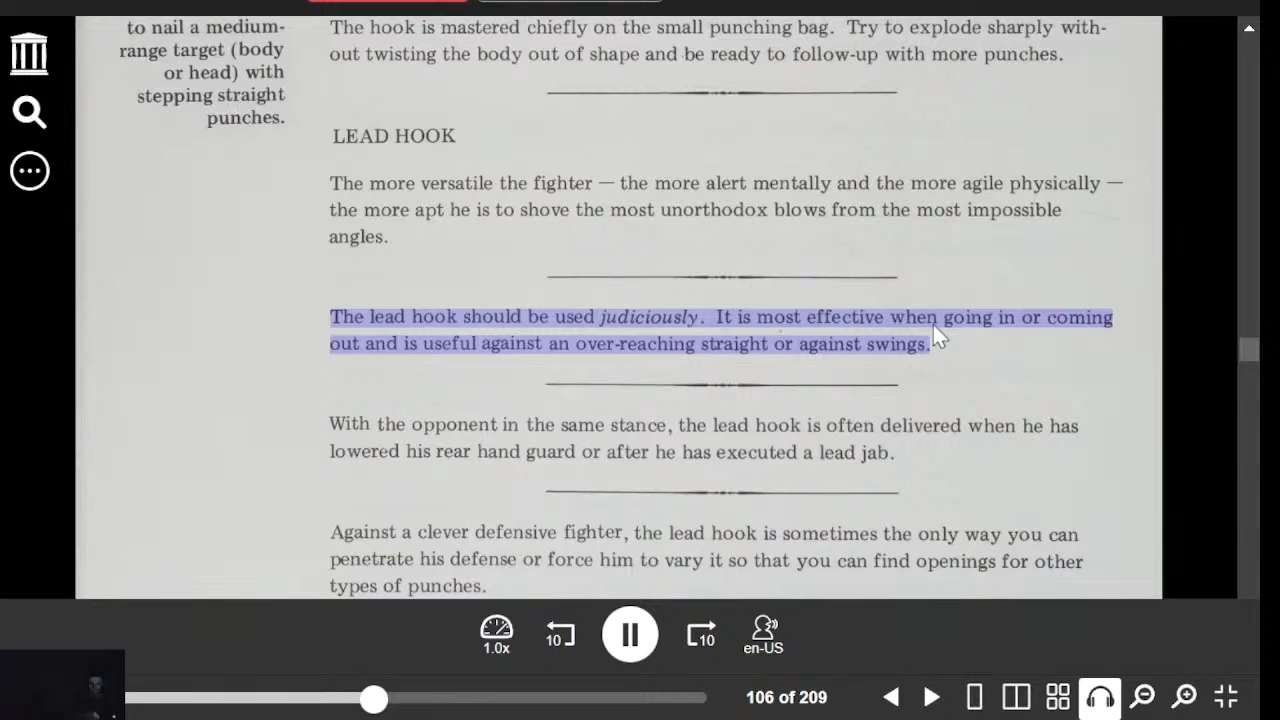 to nail a medium-
range target (body
or head) with
stepping straight
punches.
The hook is mastered chiefly on the small punching bag. Try to explode sharply with-
out twisting the body out of shape and be ready to follow-up with more punches.
LEAD HOOK
The more versatile the fighter — the more alert mentally and the more agile physically —
the more apt he is to shove the most unorthodox blows from the most impossible
angles.
The lead hook should be used judiciously. It is most effective when going in or coming
out and is useful against an over-reaching straight or against swings.
With the opponent in the same stance, the lead hook is often delivered when he has
lowered his rear hand guard or after he has executed a lead jab.
Against a clever defensive fighter, the lead hook is sometimes the only way you can
penetrate his defense or force him to vary it so that you can find openings for other
types of punches.
1.0x
10
10
en-US
106 of 209